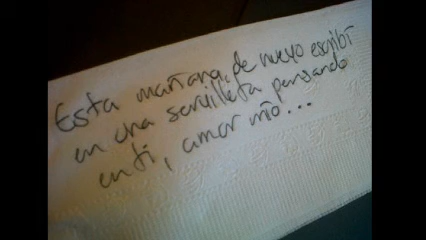 Esta mañana, de nuevo escribí
en una servilleta pensando
en ti, amor mío...